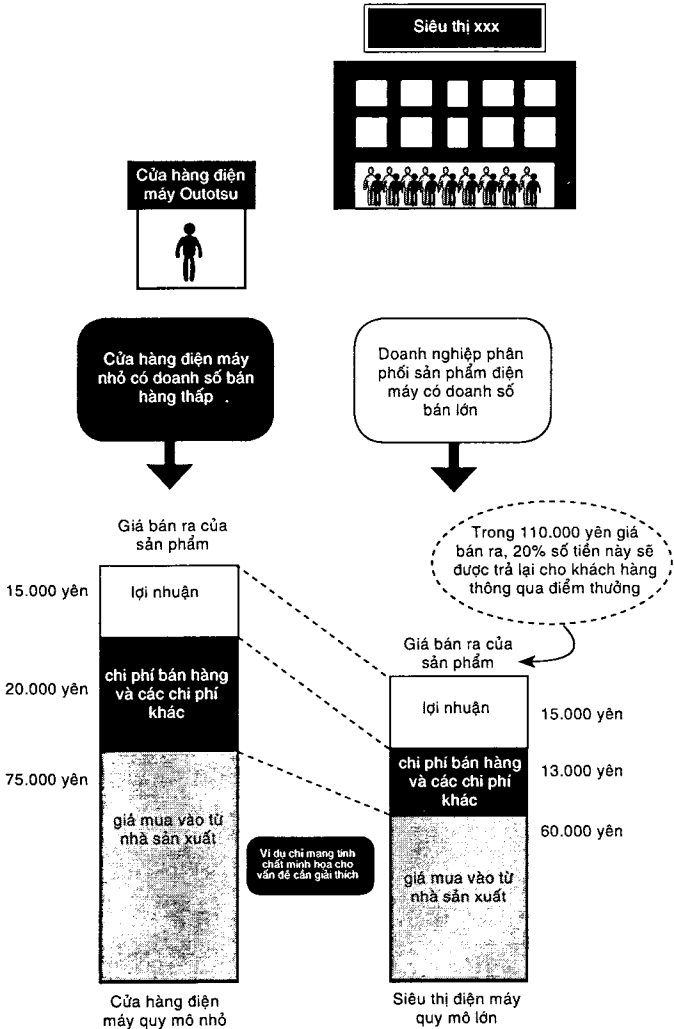 Siêu thị xxx
Cửa hàng điện
máy Outotsu
Cửa hàng điện máy
nhỏ có doanh số bán
hàng thấp .
Doanh nghiệp phân
phối sản phẩm điện
máy có doanh số
bán lớn
Trong 110.000 yên giá
bán ra, 20% số tiền này sẽ
được trả lại cho khách hàng
thông qua điểm thưởng
Giá bán ra của
sản phẩm
15.000 yên
lợi nhuận
20.000 yên
chi phí bán hàng
và các chi phí
khác
75.000 yên
giá mua vào từ
nhà sản xuất
Ví dụ chỉ mang tính
chất minh họa cho
vấn đề cần giải thích
Giá bán ra của
sản phẩm
lợi nhuận
15.000 yên
chi phí bán hàng
và các chi phí
khác
13.000 yên
60.000 yên
giá mua vào từ
nhà sản xuất
Cửa hàng điện
máy quy mô nhỏ
Siêu thị điện máy
quy mô lớn